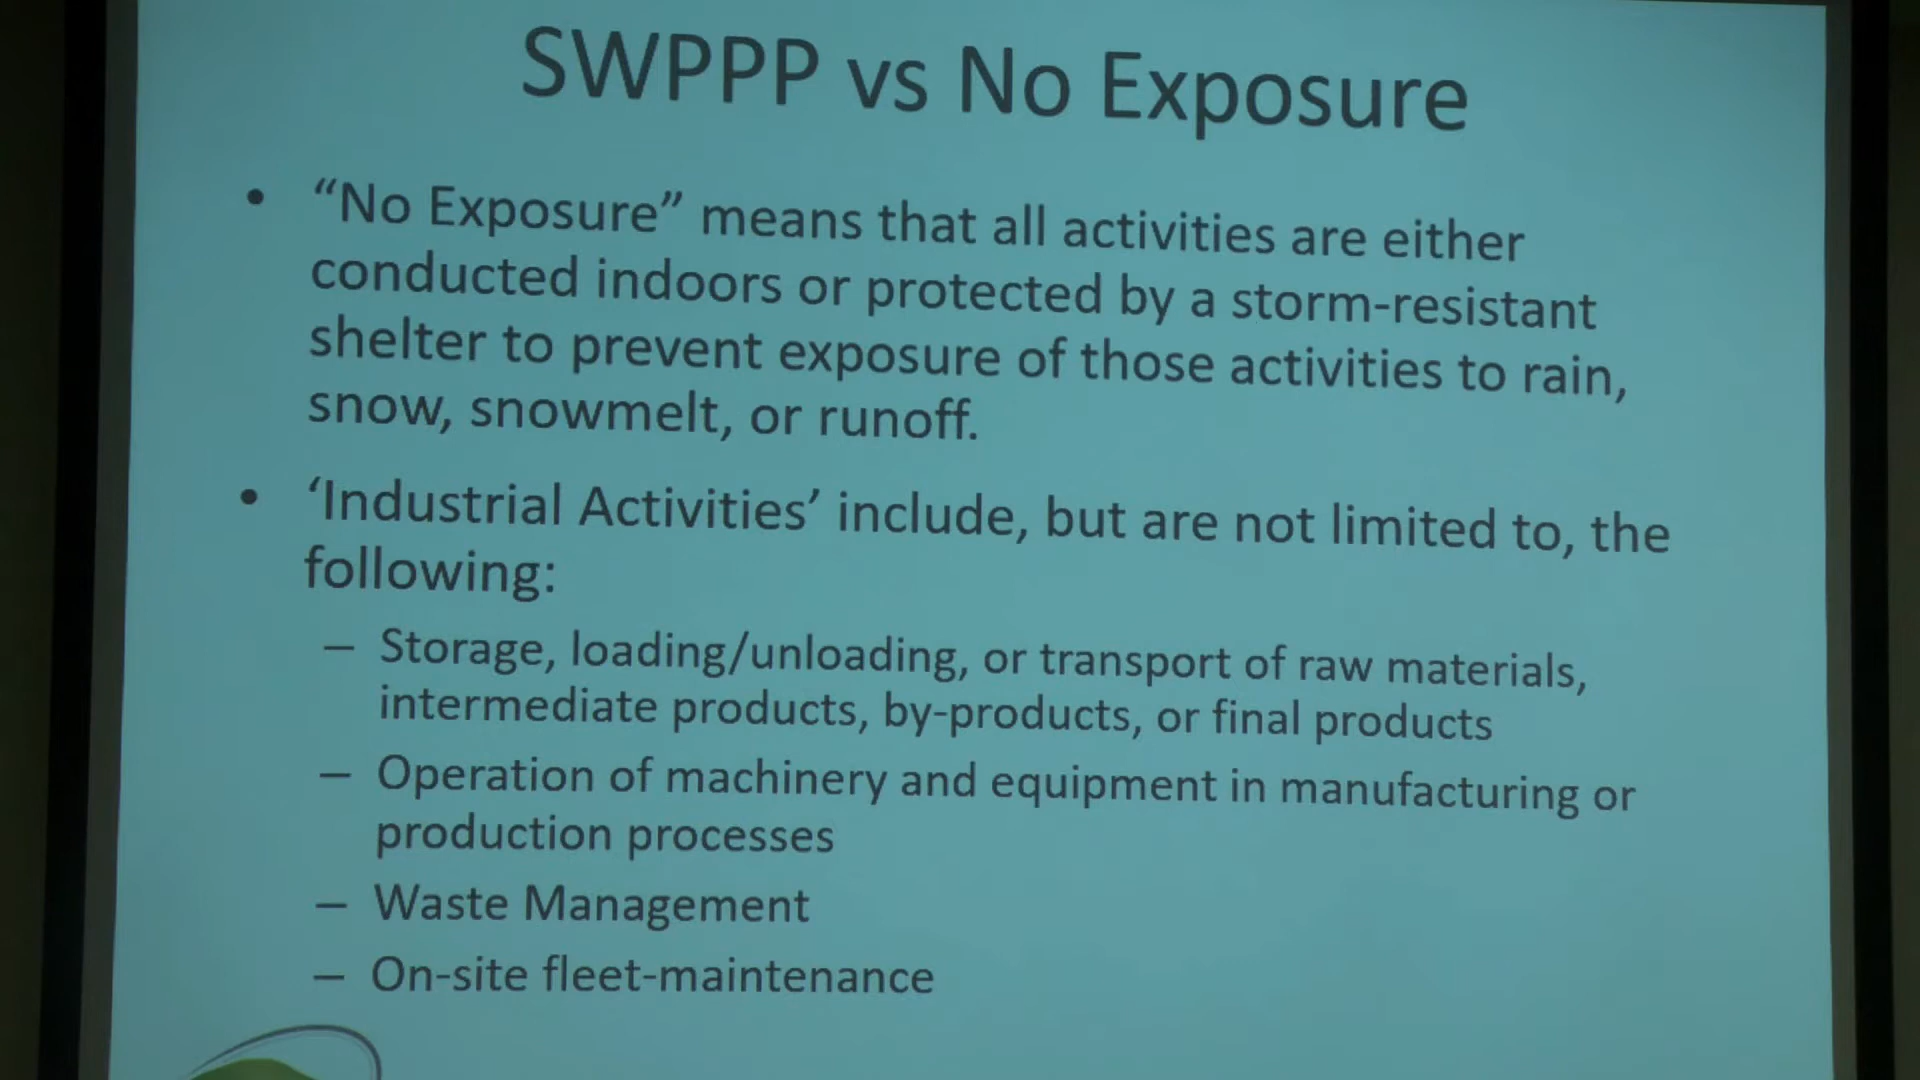 SWPPP vs No Exposure
• “No Exposure” means that all activities are either
conducted indoors or protected by a storm-resistant
shelter to prevent exposure of those activities to rain,
snow, snowmelt, or runoff.
• ‘Industrial Activities’ include, but are not limited to, the
following:
– Storage, loading/unloading, or transport of raw materials,
intermediate products, by-products, or final products
– Operation of machinery and equipment in manufacturing or
production processes
– Waste Management
– On-site fleet-maintenance